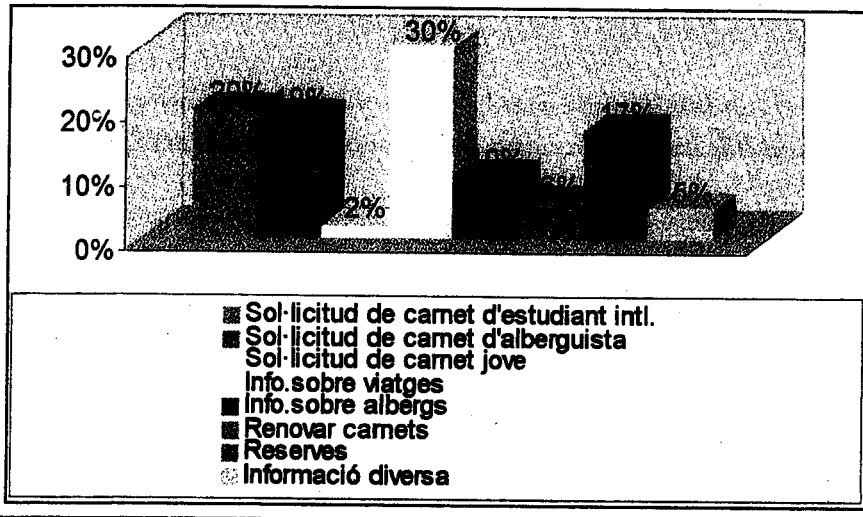 30%
30%
20%
10%
0%
20%
2%
17%
5%
Sol·licitud de carnet d'estudiant intl.
Sol·licitud de carnet d'alberguista
Sol·licitud de carnet jove
Info.sobre viatges
Info.sobre albergs
Renovar carnets
Reserves
Informació diversa